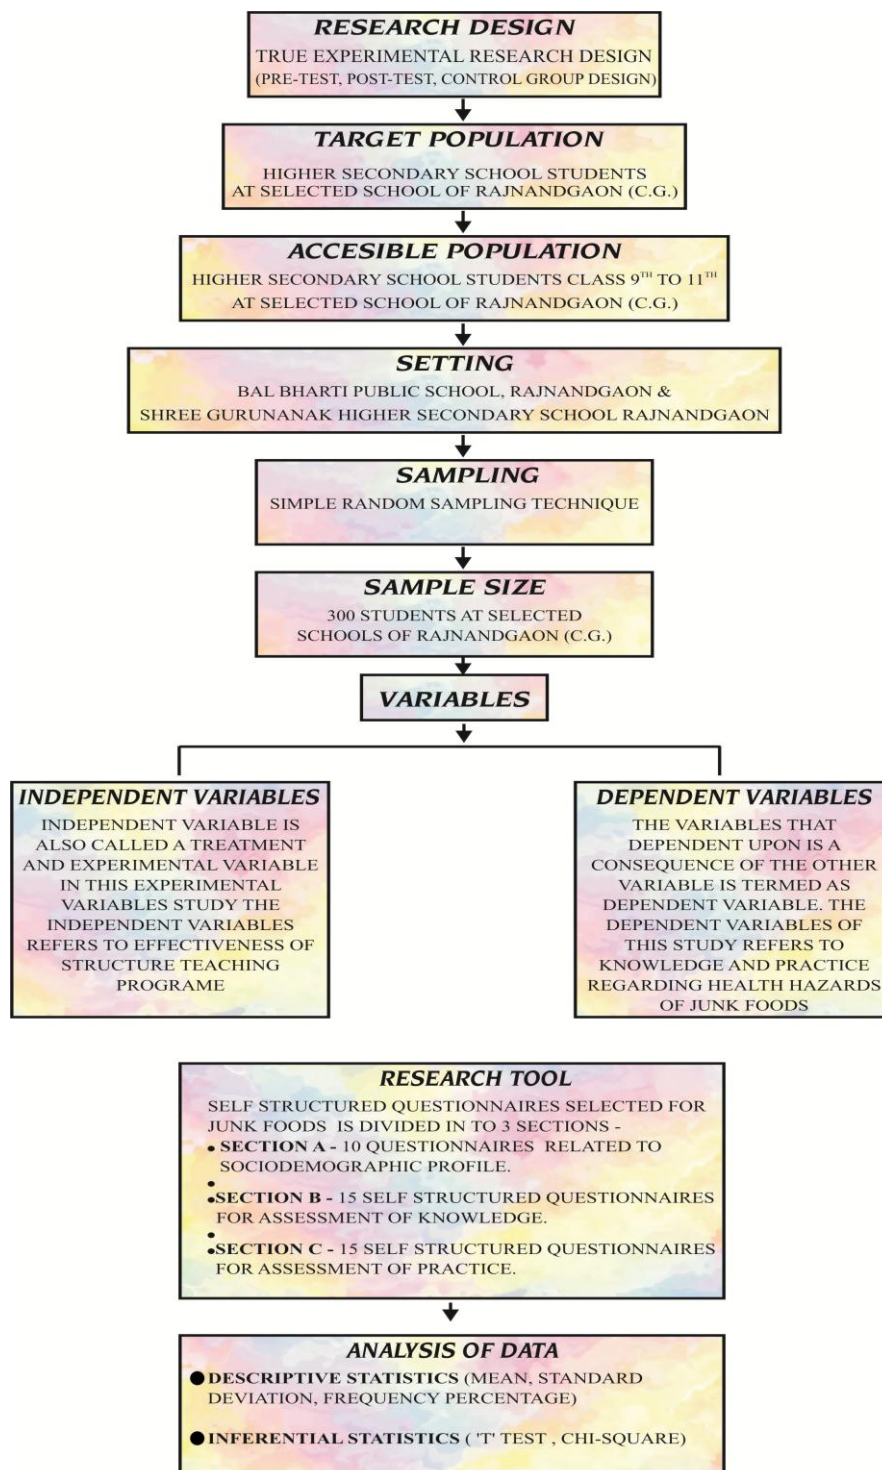 RESEARCH DESIGN
TRUE EXPERIMENTAL RESEARCH DESIGN
(PRE-TEST, POST-TEST, CONTROL GROUP DESIGN)
TARGET POPULATION
HIGHER SECONDARY SCHOOL STUDENTS
AT SELECTED SCHOOL OF RAJNANDGAON (C.G.)
ACCESIBLE POPULATION
HIGHER SECONDARY SCHOOL STUDENTS CLASS 9TH TO 11TH
AT SELECTED SCHOOL OF RAJNANDGAON (C.G.)
SETTING
BAL BHARTI PUBLIC SCHOOL, RAJNANDGAON &
SHREE GURUNANAK HIGHER SECONDARY SCHOOL RAJNANDGAON
SAMPLING
SIMPLE RANDOM SAMPLING TECHNIQUE
SAMPLE SIZE
300 STUDENTS AT SELECTED
SCHOOLS OF RAJNANDGAON (C.G.)
VARIABLES
INDEPENDENT VARIABLES
INDEPENDENT VARIABLE IS
ALSO CALLED A TREATMENT
AND EXPERIMENTAL VARIABLE
IN THIS EXPERIMENTAL
VARIABLES STUDY THE
INDEPENDENT VARIABLES
REFERS TO EFFECTIVENESS OF
STRUCTURE TEACHING
PROGRAME
DEPENDENT VARIABLES
THE VARIABLES THAT
DEPENDENT UPON IS A
CONSEQUENCE OF THE OTHER
VARIABLE IS TERMED AS
DEPENDENT VARIABLE. THE
DEPENDENT VARIABLES OF
THIS STUDY REFERS TO
KNOWLEDGE AND PRACTICE
REGARDING HEALTH HAZARDS
OF JUNK FOODS
RESEARCH TOOL
SELF STRUCTURED QUESTIONNAIRES SELECTED FOR
JUNK FOODS IS DIVIDED IN TO 3 SECTIONS -
• SECTION A - 10 QUESTIONNAIRES RELATED TO
SOCIODEMOGRAPHIC PROFILE.
•
•SECTION B - 15 SELF STRUCTURED QUESTIONNAIRES
FOR ASSESSMENT OF KNOWLEDGE.
•
•SECTION C - 15 SELF STRUCTURED QUESTIONNAIRES
FOR ASSESSMENT OF PRACTICE.
ANALYSIS OF DATA
●DESCRIPTIVE STATISTICS (MEAN, STANDARD
DEVIATION, FREQUENCY PERCENTAGE)
●INFERENTIAL STATISTICS ( 'T' TEST , CHI-SQUARE)